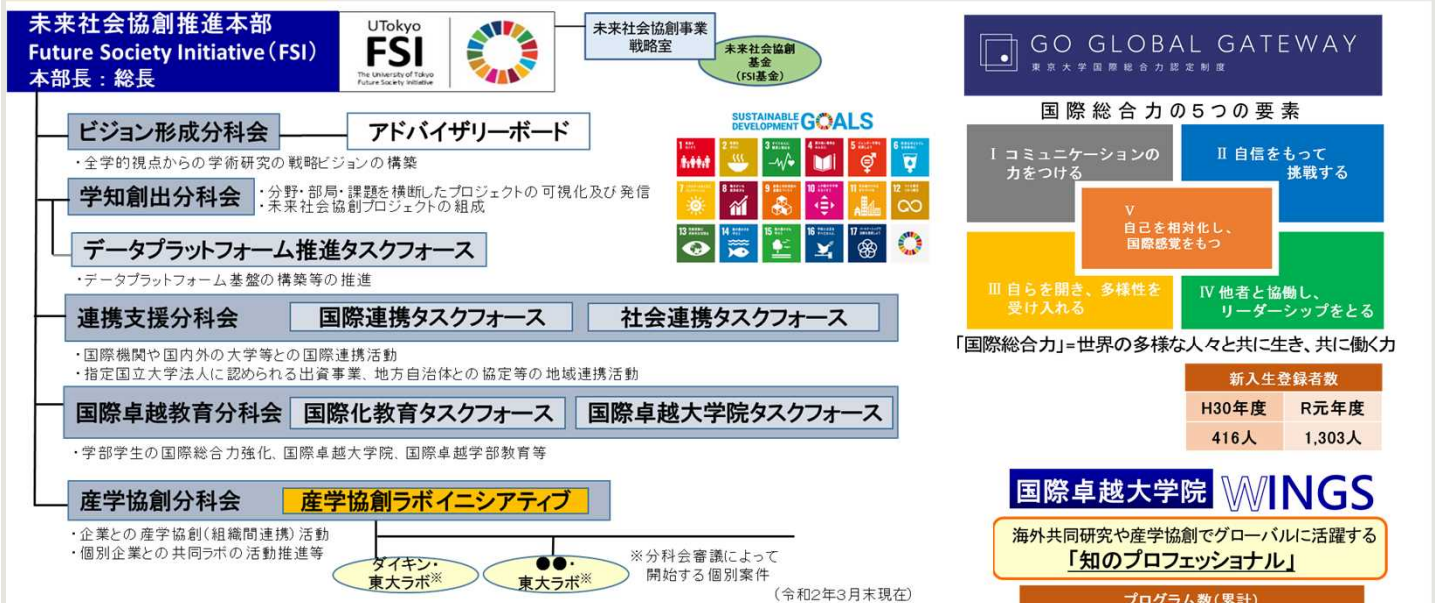 未来社会協創推進本部
Future Society Initiative(FSI)
本部長：総長
UTokyo
FSI
The University of Tokyo
Future Society Initiative
未来社会協創事業
戦略室
未来社会協創
基金
(FSI基金)
ビジョン形成分科会
アドバイザリーボード
・全学的視点からの学術研究の戦略ビジョンの構築
学知創出分科会
・分野・部局・課題を横断したプロジェクトの可視化及び発信
・未来社会協創プロジェクトの組成
データプラットフォーム推進タスクフォース
・データプラットフォーム基盤の構築等の推進
SUSTAINABLE
DEVELOPMENT
GOALS
1
2
3
4
5
6
7
8
9
10
11
12
13
14
15
16
17
連携支援分科会
国際連携タスクフォース
社会連携タスクフォース
・国際機関や国内外の大学等との国際連携活動
・指定国立大学法人に認められる出資事業、地方自治体との協定等の地域連携活動
国際卓越教育分科会
国際化教育タスクフォース
国際卓越大学院タスクフォース
・学部学生の国際総合力強化、国際卓越大学院、国際卓越学部教育等
産学協創分科会
産学協創ラボイニシアティブ
・企業との産学協創(組織間連携)活動
・個別企業との共同ラボの活動推進等
ダイキン・
東大ラボ※
●●・
東大ラボ※
※分科会審議によって
開始する個別案件
(令和2年3月末現在)
GO GLOBAL GATEWAY
東京大学国際総合力認定制度
国際総合力の5つの要素
Ⅰ コミュニケーションの
力をつける
Ⅱ 自信をもって
挑戦する
Ⅴ
自己を相対化し、
国際感覚をもつ
Ⅲ 自らを開き、多様性を
受け入れる
Ⅳ 他者と協働し、
リーダーシップをとる
「国際総合力」=世界の多様な人々と共に生き、共に働く力
新入生登録者数
H30年度 R元年度
416人 1,303人
国際卓越大学院 WINGS
海外共同研究や産学協創でグローバルに活躍する
「知のプロフェッショナル」
プログラム数(累計)